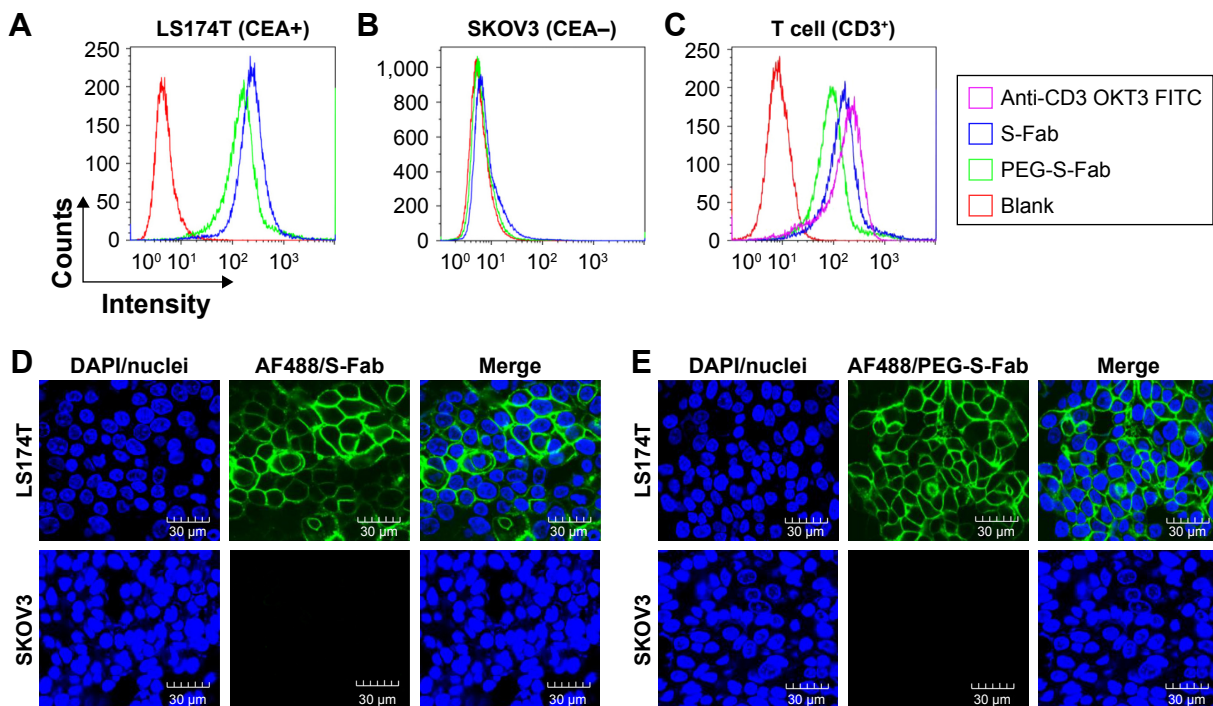 A
LS174T (CEA+)
250
200
150
100
50
0
10⁰ 10¹ 10² 10³
Counts
Intensity
B
SKOV3 (CEA–)
1,000
800
600
400
200
0
10⁰ 10¹ 10² 10³
C
T cell (CD3⁺)
250
200
150
100
50
0
10⁰ 10¹ 10² 10³
Anti-CD3 OKT3 FITC
S-Fab
PEG-S-Fab
Blank
D
DAPI/nuclei AF488/S-Fab Merge
LS174T
30 µm 30 µm 30 µm
SKOV3
30 µm 30 µm 30 µm
E
DAPI/nuclei AF488/PEG-S-Fab Merge
LS174T
30 µm 30 µm 30 µm
SKOV3
30 µm 30 µm 30 µm